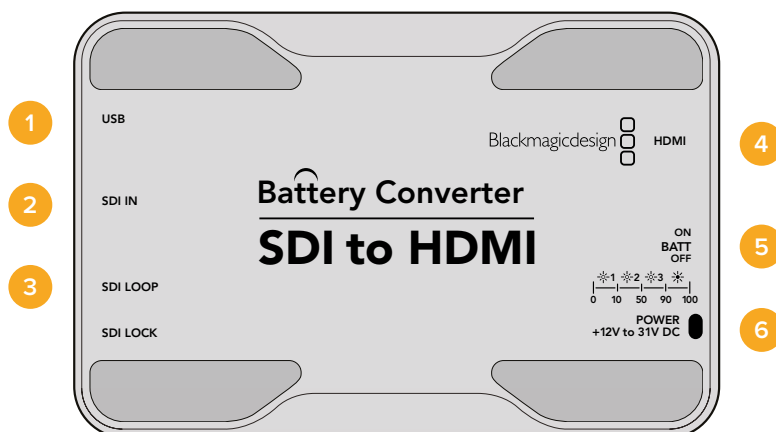 1
USB
2
SDI IN
3
SDI LOOP
SDI LOCK
Battery Converter
SDI to HDMI
Blackmagicdesign
HDMI
4
ON
BATT
OFF
5
1 2 3
0 10 50 90 100
POWER
+12V to 31V DC
6